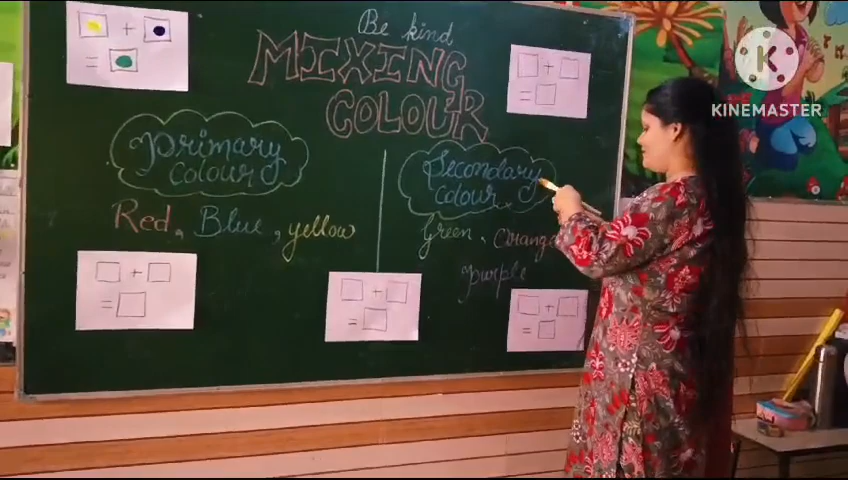 Be kind
MIXING
COLOUR
Primary
colour
Red, Blue, Yellow
Secondary
colour
Green, Orange
purple
+
=
+
=
+
=
+
=
+
=
K
KINEMASTER